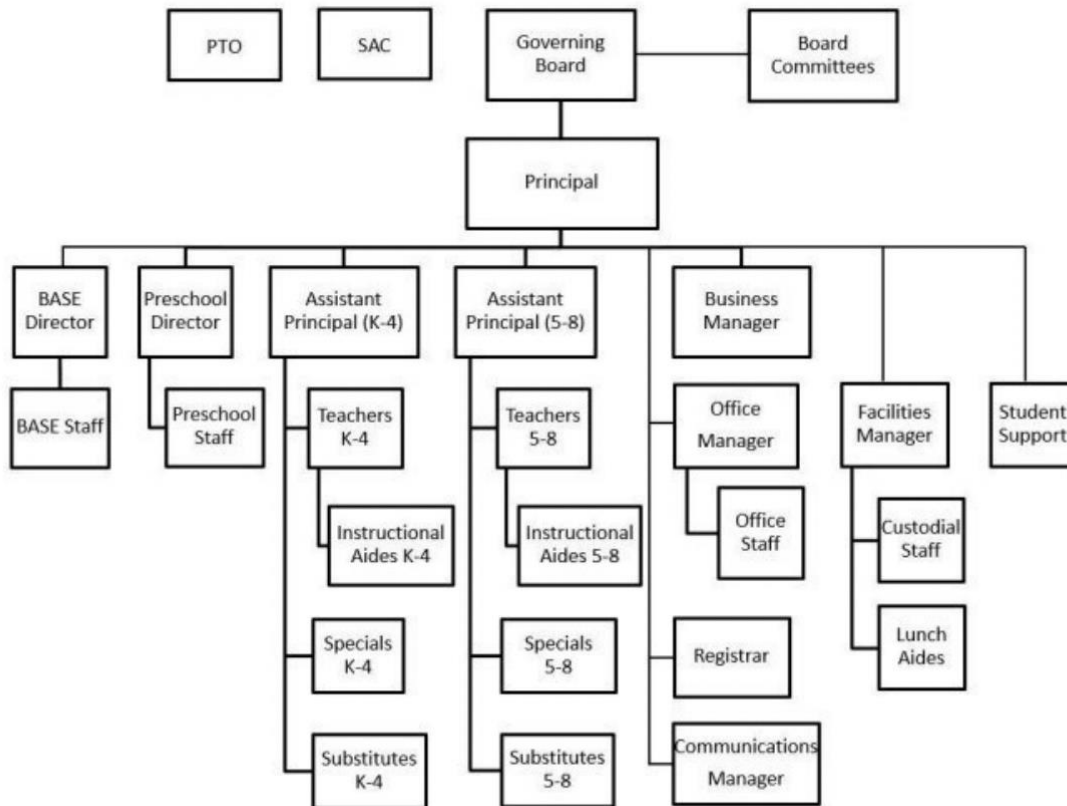 PTO
SAC
Governing
Board
Board
Committees
Principal
BASE
Director
Preschool
Director
Assistant
Principal (K-4)
Assistant
Principal (5-8)
Business
Manager
BASE Staff
Preschool
Staff
Teachers
K-4
Teachers
5-8
Office
Manager
Facilities
Manager
Student
Support
Instructional
Aides K-4
Instructional
Aides 5-8
Office
Staff
Custodial
Staff
Specials
K-4
Specials
5-8
Registrar
Lunch
Aides
Substitutes
K-4
Substitutes
5-8
Communications
Manager